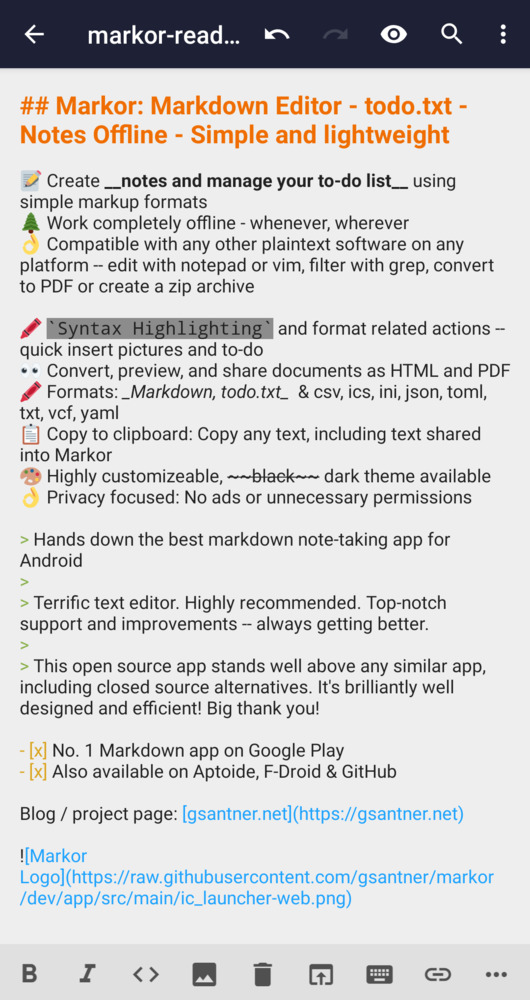 markor-read...
## Markor: Markdown Editor - todo.txt -
Notes Offline - Simple and lightweight
📝 Create __notes and manage your to-do list__ using
simple markup formats
🌲 Work completely offline - whenever, wherever
👌 Compatible with any other plaintext software on any
platform -- edit with notepad or vim, filter with grep, convert
to PDF or create a zip archive
🖍 `Syntax Highlighting` and format related actions --
quick insert pictures and to-do
👀 Convert, preview, and share documents as HTML and PDF
🖍 Formats: _Markdown, todo.txt_ & csv, ics, ini, json, toml,
txt, vcf, yaml
📋 Copy to clipboard: Copy any text, including text shared
into Markor
🎨 Highly customizeable, ~~black~~ dark theme available
👌 Privacy focused: No ads or unnecessary permissions
> Hands down the best markdown note-taking app for
Android
>
> Terrific text editor. Highly recommended. Top-notch
support and improvements -- always getting better.
>
> This open source app stands well above any similar app,
including closed source alternatives. It's brilliantly well
designed and efficient! Big thank you!
- [x] No. 1 Markdown app on Google Play
- [x] Also available on Aptoide, F-Droid & GitHub
Blog / project page: [gsantner.net](https://gsantner.net)
![Markor
Logo](https://raw.githubusercontent.com/gsantner/markor
/dev/app/src/main/ic_launcher-web.png)
B I <>